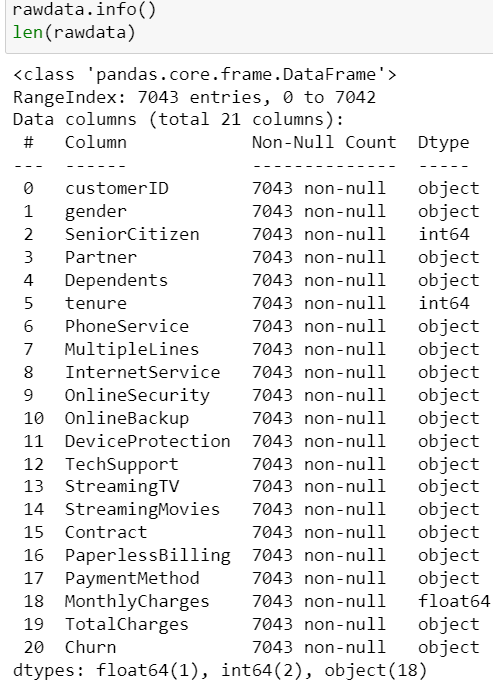 rawdata.info()
len(rawdata)
<class 'pandas.core.frame.DataFrame'>
RangeIndex: 7043 entries, 0 to 7042
Data columns (total 21 columns):
 #   Column            Non-Null Count  Dtype
---  ------            --------------  -----
 0   customerID        7043 non-null   object
 1   gender            7043 non-null   object
 2   SeniorCitizen     7043 non-null   int64
 3   Partner           7043 non-null   object
 4   Dependents        7043 non-null   object
 5   tenure            7043 non-null   int64
 6   PhoneService      7043 non-null   object
 7   MultipleLines     7043 non-null   object
 8   InternetService   7043 non-null   object
 9   OnlineSecurity    7043 non-null   object
 10  OnlineBackup      7043 non-null   object
 11  DeviceProtection  7043 non-null   object
 12  TechSupport       7043 non-null   object
 13  StreamingTV       7043 non-null   object
 14  StreamingMovies   7043 non-null   object
 15  Contract          7043 non-null   object
 16  PaperlessBilling  7043 non-null   object
 17  PaymentMethod     7043 non-null   object
 18  MonthlyCharges    7043 non-null   float64
 19  TotalCharges      7043 non-null   object
 20  Churn             7043 non-null   object
dtypes: float64(1), int64(2), object(18)